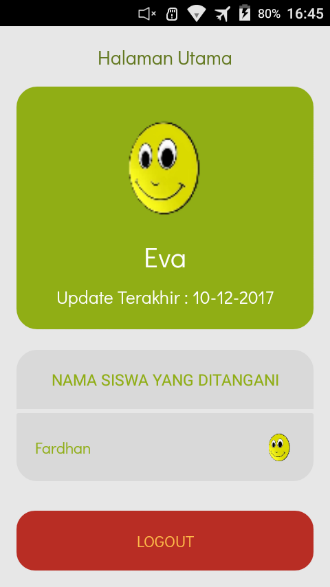 80% 16:45
Halaman Utama
Eva
Update Terakhir : 10-12-2017
NAMA SISWA YANG DITANGANI
Fardhan
LOGOUT